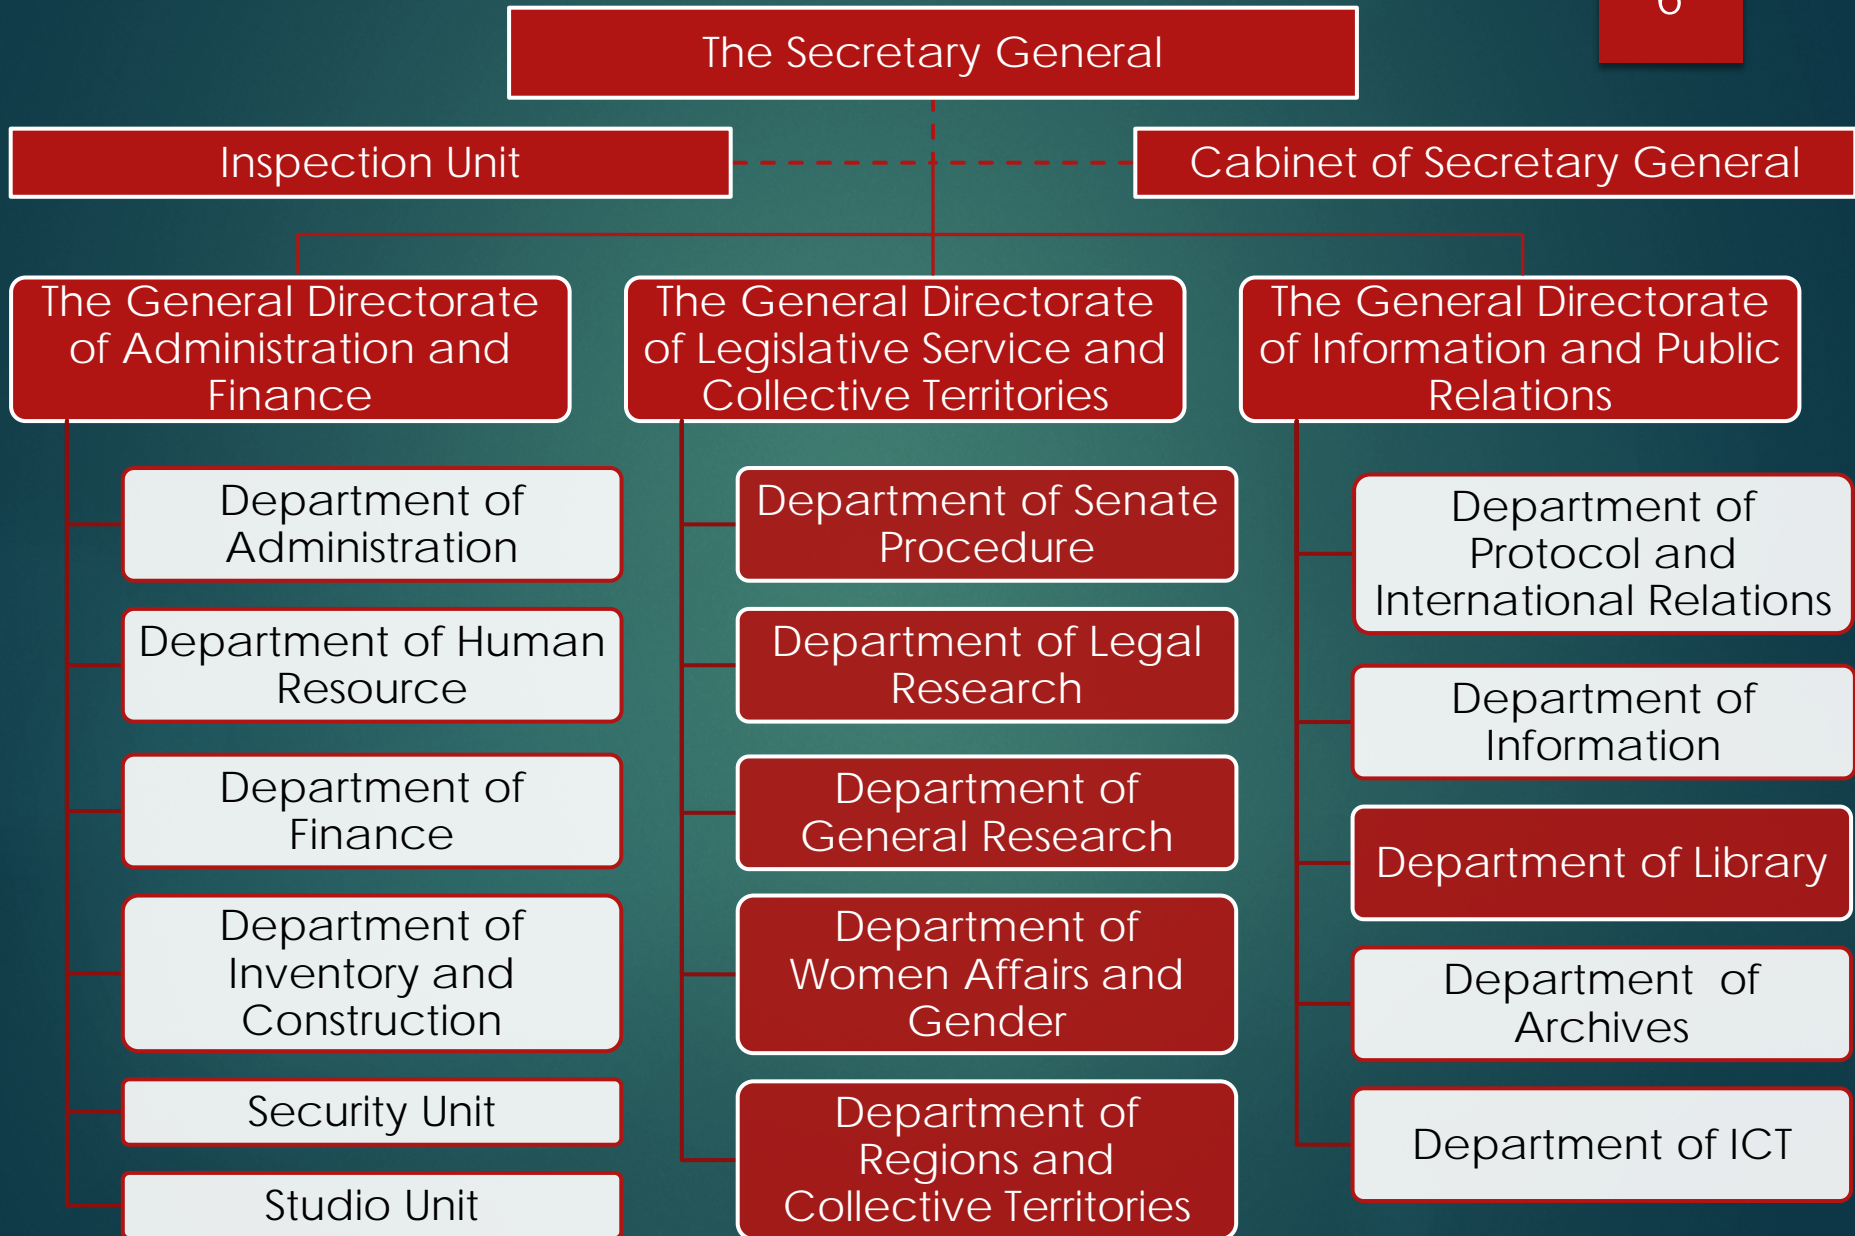 6
The Secretary General
Inspection Unit
Cabinet of Secretary General
The General Directorate
of Administration and
Finance
Department of
Administration
Department of Human
Resource
Department of
Finance
Department of
Inventory and
Construction
Security Unit
Studio Unit
The General Directorate
of Legislative Service and
Collective Territories
Department of Senate
Procedure
Department of Legal
Research
Department of
General Research
Department of
Women Affairs and
Gender
Department of
Regions and
Collective Territories
The General Directorate
of Information and Public
Relations
Department of
Protocol and
International Relations
Department of
Information
Department of Library
Department  of
Archives
Department of ICT